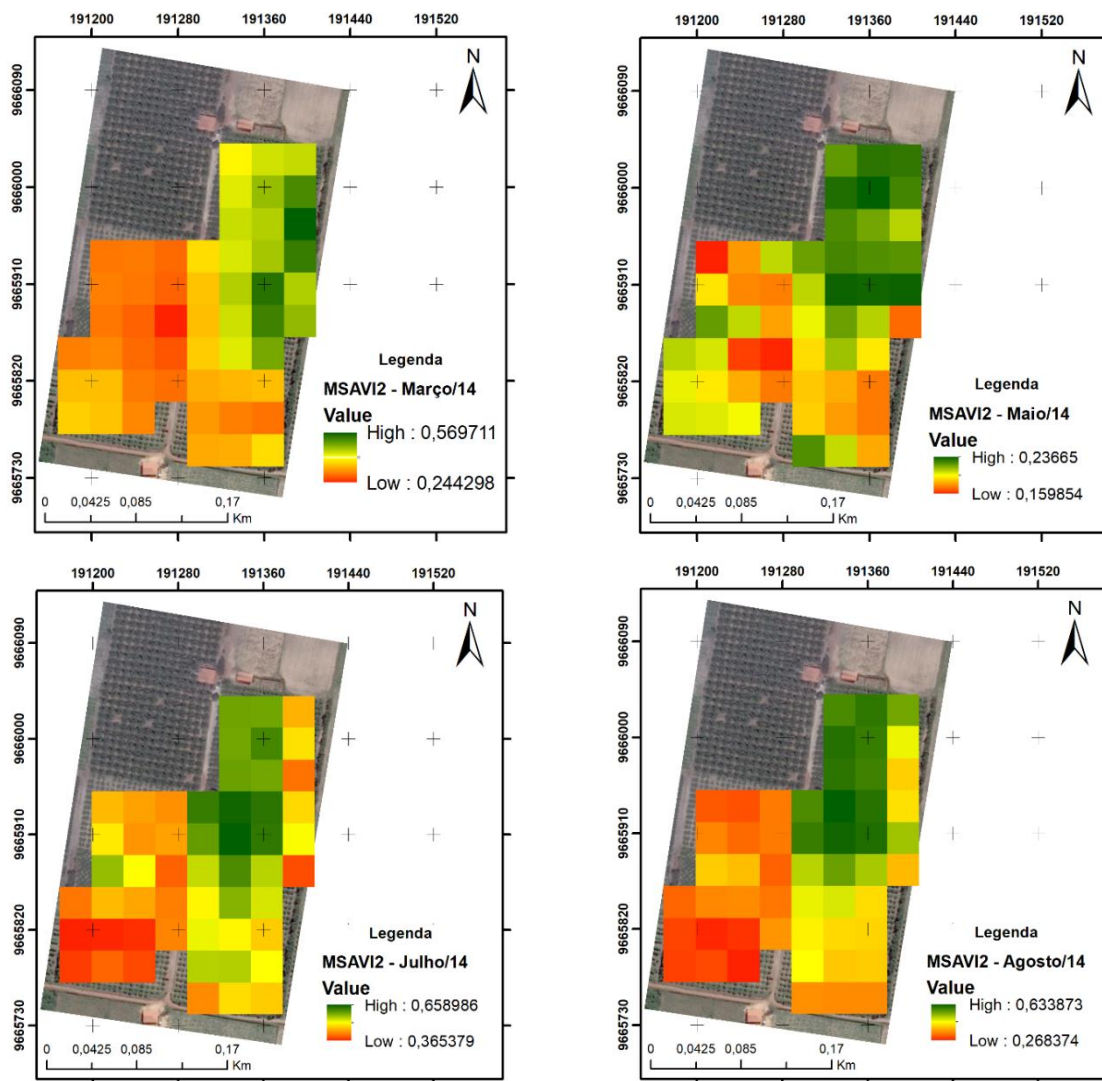 191200 191280 191360 191440 191520
191200 191280 191360 191440 191520
9666090
9666000
9665910
9665820
9665730
N
Legenda
MSAVI2 - Março/14
Value
High : 0,569711
Low : 0,244298
0 0,0425 0,085 0,17
Km
9666090
9666000
9665910
9665820
9665730
N
Legenda
MSAVI2 - Maio/14
Value
High : 0,23665
Low : 0,159854
0 0,0425 0,085 0,17
Km
191200 191280 191360 191440 191520
191200 191280 191360 191440 191520
9666090
9666000
9665910
9665820
9665730
N
Legenda
MSAVI2 - Julho/14
Value
High : 0,658986
Low : 0,365379
0 0,0425 0,085 0,17
Km
9666090
9666000
9665910
9665820
9665730
N
Legenda
MSAVI2 - Agosto/14
Value
High : 0,633873
Low : 0,268374
0 0,0425 0,085 0,17
Km